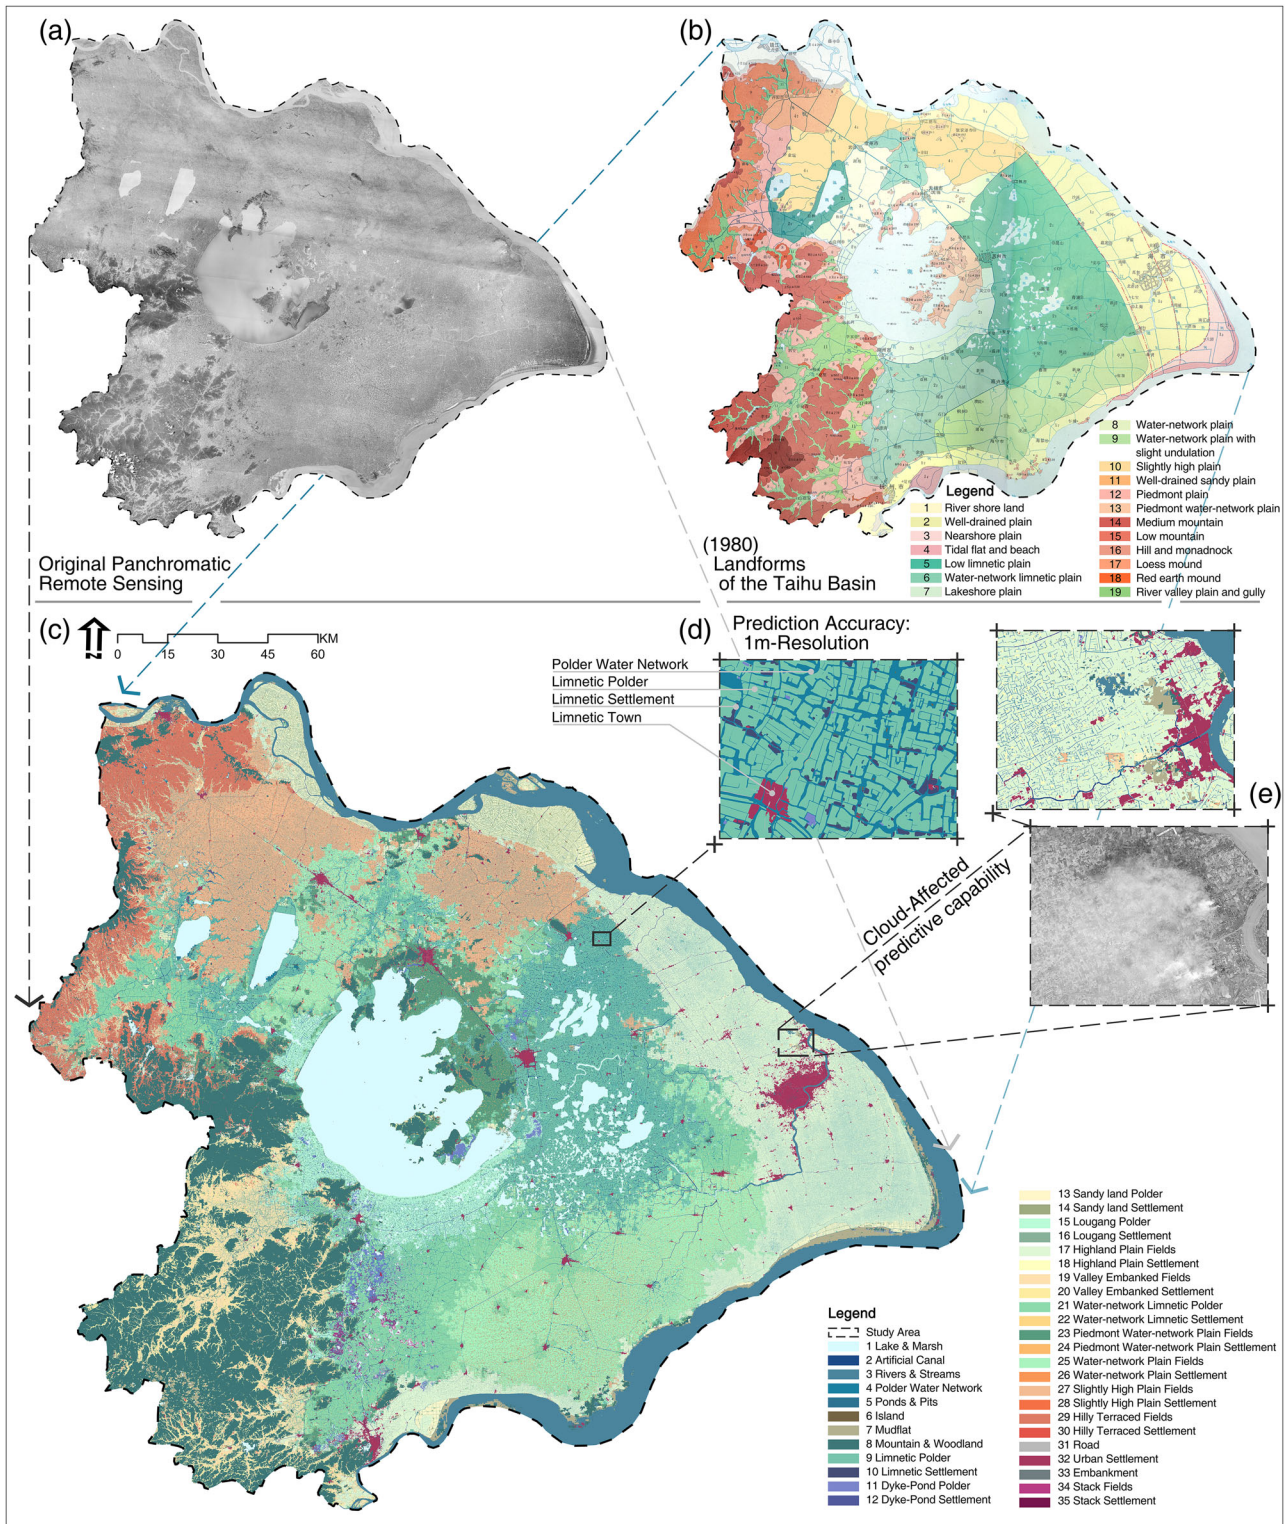 (a)
(b)
Original Panchromatic
Remote Sensing
(1980)
Landforms
of the Taihu Basin
Legend
1 River shore land
2 Well-drained plain
3 Nearshore plain
4 Tidal flat and beach
5 Low limnetic plain
6 Water-network limnetic plain
7 Lakeshore plain
8 Water-network plain
9 Water-network plain with
slight undulation
10 Slightly high plain
11 Well-drained sandy plain
12 Piedmont plain
13 Piedmont water-network plain
14 Medium mountain
15 Low mountain
16 Hill and monadnock
17 Loess mound
18 Red earth mound
19 River valley plain and gully
(c)
N
0 15 30 45 60 KM
(d)
Prediction Accuracy:
1m-Resolution
Polder Water Network
Limnetic Polder
Limnetic Settlement
Limnetic Town
(e)
Cloud-Affected
predictive capability
Legend
Study Area
1 Lake & Marsh
2 Artificial Canal
3 Rivers & Streams
4 Polder Water Network
5 Ponds & Pits
6 Island
7 Mudflat
8 Mountain & Woodland
9 Limnetic Polder
10 Limnetic Settlement
11 Dyke-Pond Polder
12 Dyke-Pond Settlement
13 Sandy land Polder
14 Sandy land Settlement
15 Lougang Polder
16 Lougang Settlement
17 Highland Plain Fields
18 Highland Plain Settlement
19 Valley Embanked Fields
20 Valley Embanked Settlement
21 Water-network Limnetic Polder
22 Water-network Limnetic Settlement
23 Piedmont Water-network Plain Fields
24 Piedmont Water-network Plain Settlement
25 Water-network Plain Fields
26 Water-network Plain Settlement
27 Slightly High Plain Fields
28 Slightly High Plain Settlement
29 Hilly Terraced Fields
30 Hilly Terraced Settlement
31 Road
32 Urban Settlement
33 Embankment
34 Stack Fields
35 Stack Settlement